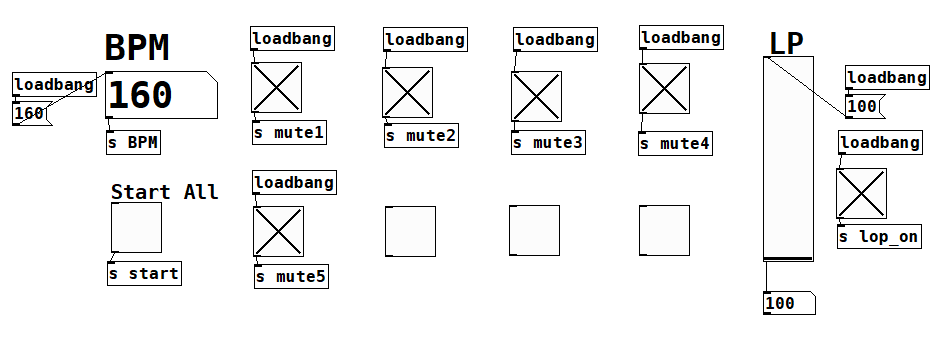 BPM
loadbang
160
160
s BPM
loadbang
s mute1
loadbang
s mute2
loadbang
s mute3
loadbang
s mute4
LP
loadbang
100
loadbang
s lop_on
100
Start All
s start
loadbang
s mute5